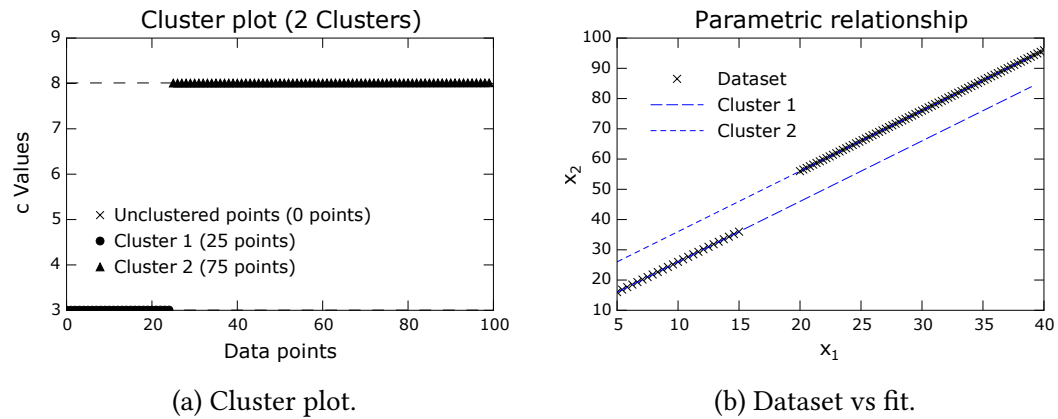 Cluster plot (2 Clusters)
9
8
7
6
5
4
3
c Values
Unclustered points (0 points)
Cluster 1 (25 points)
Cluster 2 (75 points)
0 20 40 60 80 100
Data points
(a) Cluster plot.
Parametric relationship
100
90
80
70
60
50
40
30
20
10
x_2
Dataset
Cluster 1
Cluster 2
5 10 15 20 25 30 35 40
x_1
(b) Dataset vs fit.